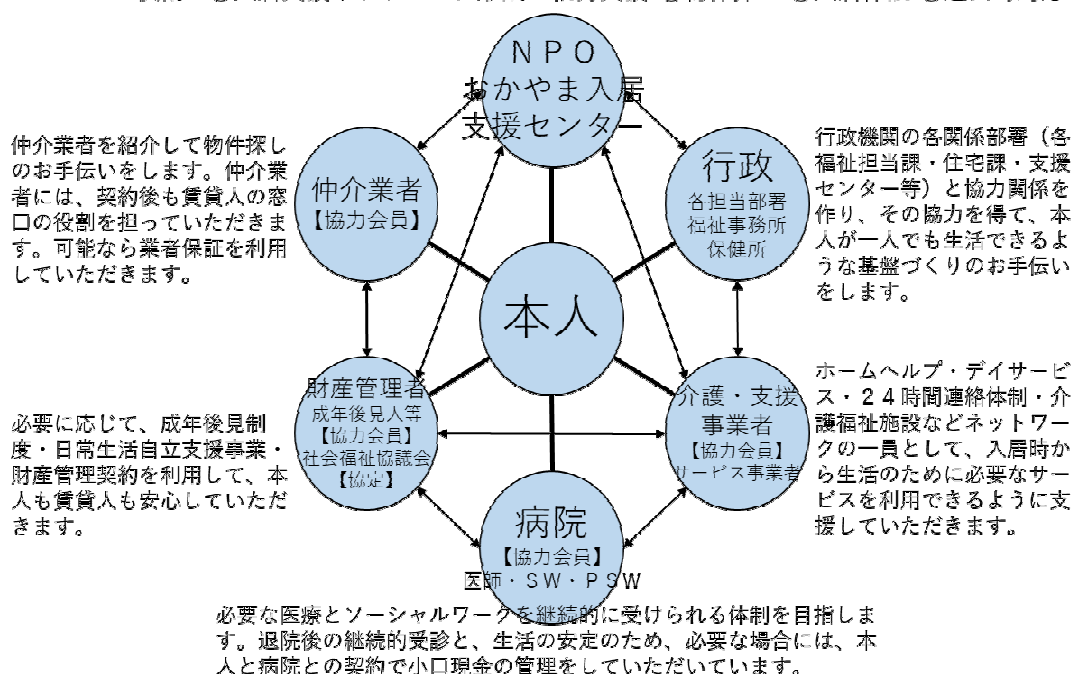 ＮＰＯ
おかやま入居
支援センター
仲介業者を紹介して物件探し
のお手伝いをします。仲介業
者には、契約後も賃貸人の窓
口の役割を担っていただきま
す。可能なら業者保証を利用
していただきます。
仲介業者
【協力会員】
行政
各担当部署
福祉事務所
保健所
行政機関の各関係部署（各
福祉担当課・住宅課・支援
センター等）と協力関係を
作り、その協力を得て、本
人が一人でも生活できるよ
うな基盤づくりのお手伝い
をします。
本人
必要に応じて、成年後見制
度・日常生活自立支援事業・
財産管理契約を利用して、本
人も賃貸人も安心していただ
きます。
財産管理者
成年後見人等
【協力会員】
社会福祉協議会
【協定】
介護・支援
事業者
【協力会員】
サービス事業者
ホームヘルプ・デイサービ
ス・２４時間連絡体制・介
護福祉施設などネットワー
クの一員として、入居時か
ら生活のために必要なサー
ビスを利用できるように支
援していただきます。
病院
【協力会員】
医師・ＳＷ・ＰＳＷ
必要な医療とソーシャルワークを継続的に受けられる体制を目指しま
す。退院後の継続的受診と、生活の安定のため、必要な場合には、本
人と病院との契約で小口現金の管理をしていただいています。